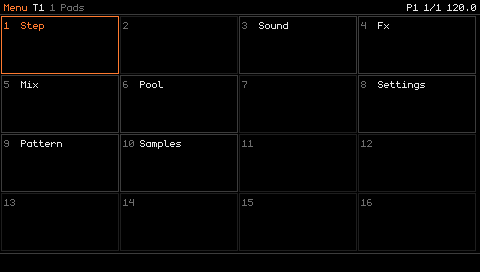 Menu T1 1 Pads P1 1/1 120.0
1 Step 2 3 Sound 4 Fx
5 Mix 6 Pool 7 8 Settings
9 Pattern 10 Samples 11 12
13 14 15 16